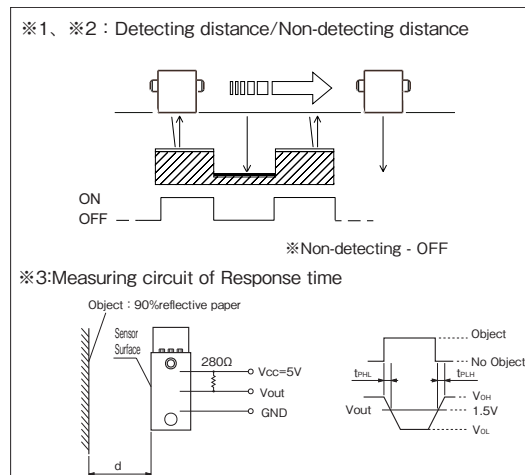 ※1、※2：Detecting distance/Non-detecting distance
ON
OFF
※Non-detecting - OFF
※3:Measuring circuit of Response time
Object：90%reflective paper
Sensor
Surface
280Ω
Vcc=5V
Vout
GND
d
Object
No Object
tPHL
tPLH
VOH
Vout
1.5V
VOL